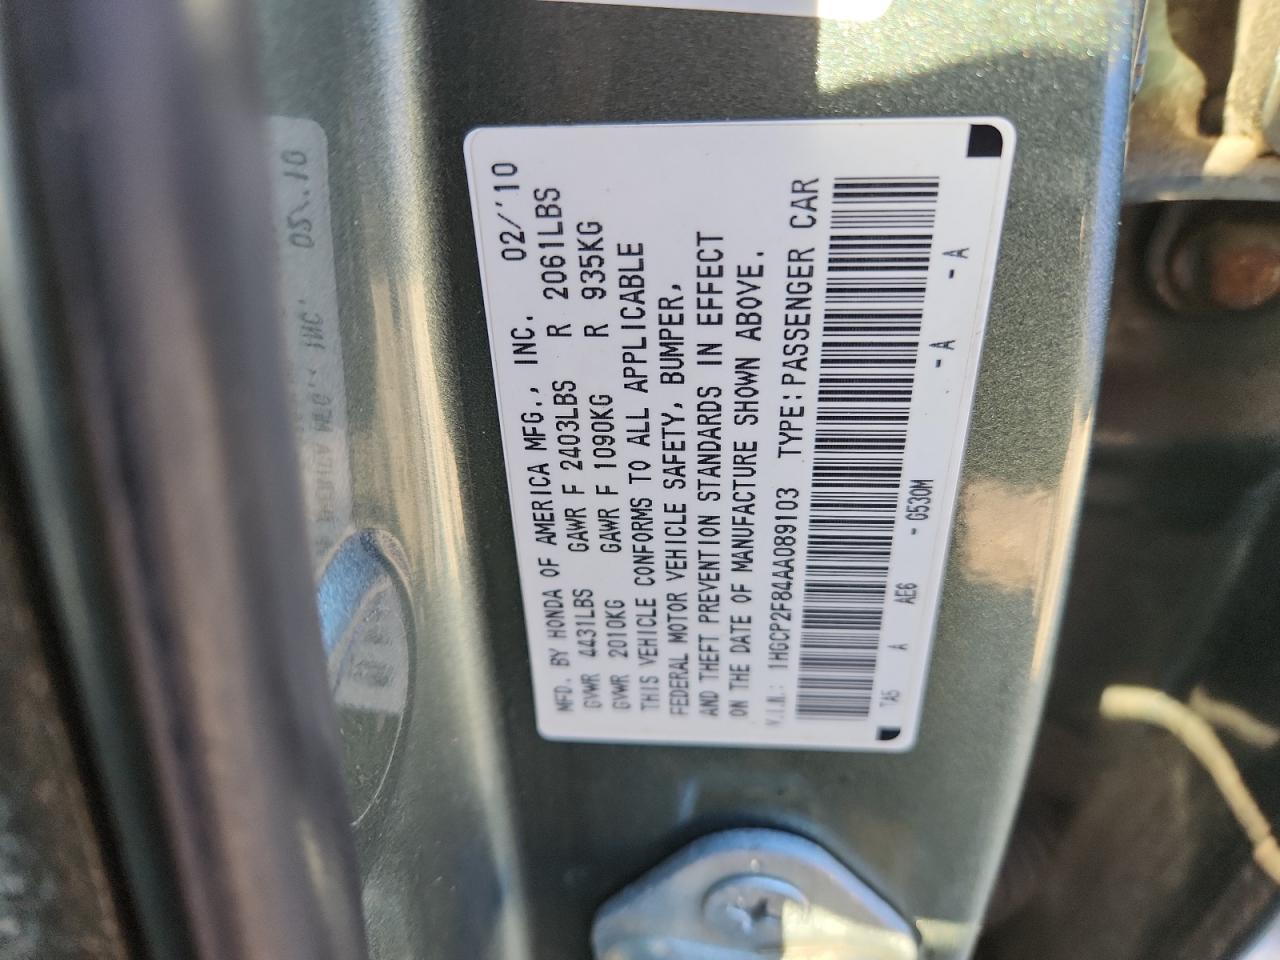 MFD. BY HONDA OF AMERICA MFG., INC. 02/'10
GVWR 4431LBS GAWR F 2403LBS R 2061LBS
GVWR 2010KG GAWR F 1090KG R 935KG
THIS VEHICLE CONFORMS TO ALL APPLICABLE
FEDERAL MOTOR VEHICLE SAFETY, BUMPER,
AND THEFT PREVENTION STANDARDS IN EFFECT
ON THE DATE OF MANUFACTURE SHOWN ABOVE.
V.I.N.: 1HGCP2F84AA089103 TYPE:PASSENGER CAR
TA5 A AE6 - G530M - A - A